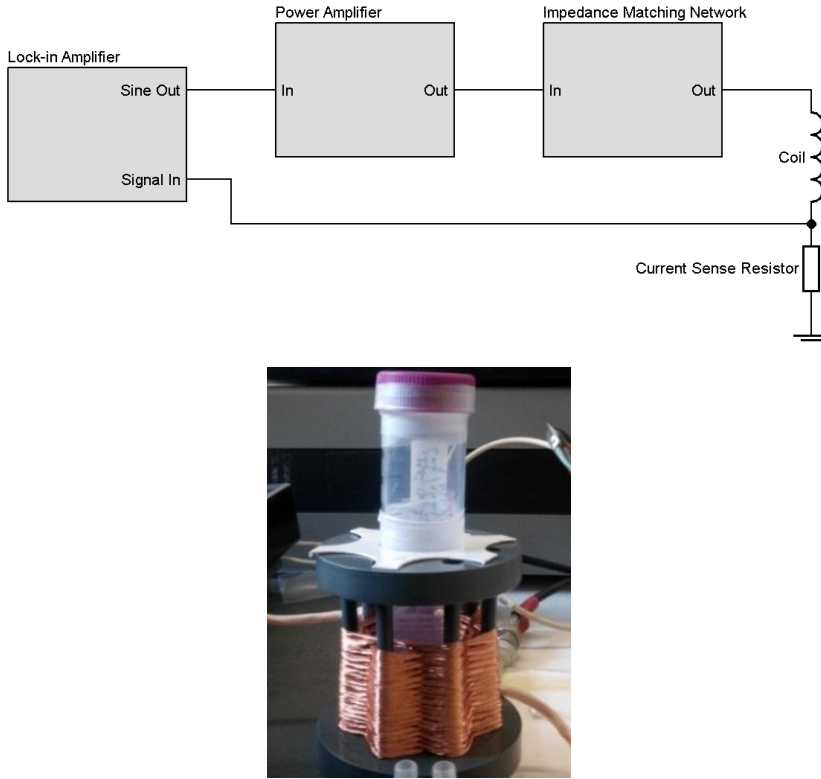 Power Amplifier
Impedance Matching Network
Lock-in Amplifier
Sine Out
In
Out
In
Out
Signal In
Coil
Current Sense Resistor